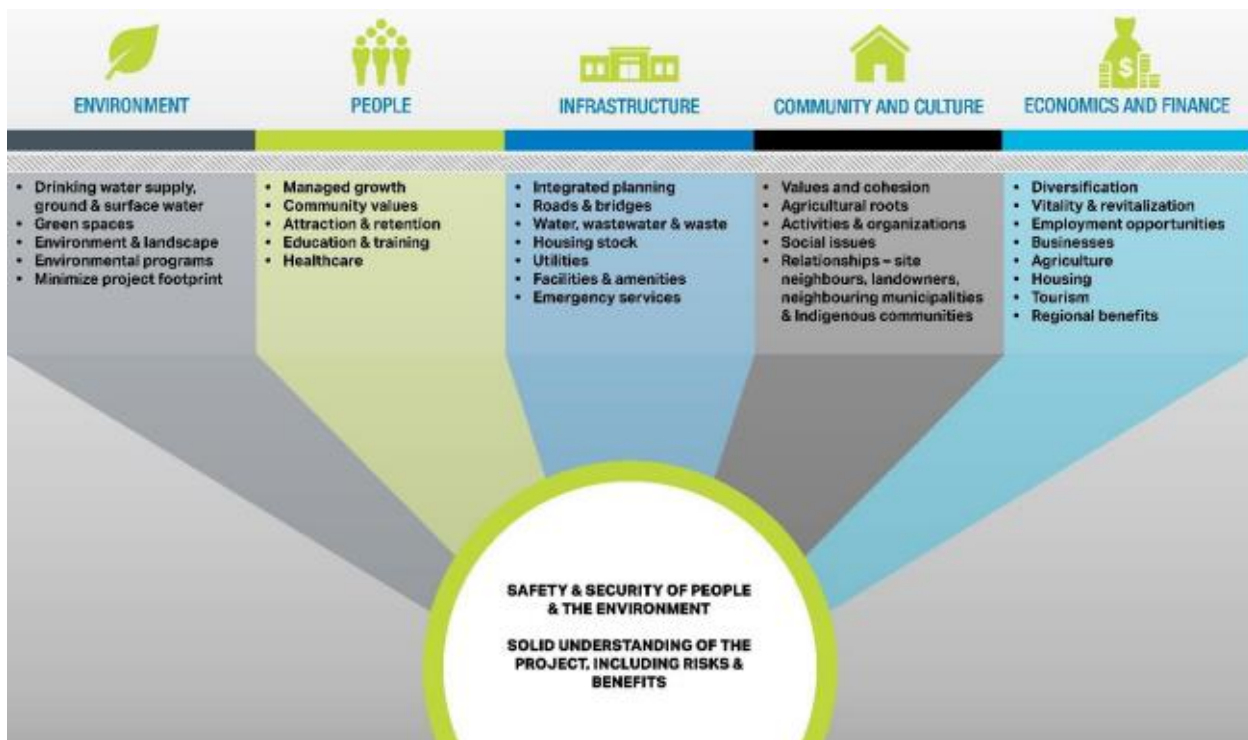 ENVIRONMENT
PEOPLE
INFRASTRUCTURE
COMMUNITY AND CULTURE
ECONOMICS AND FINANCE
• Drinking water supply,
ground & surface water
• Green spaces
• Environment & landscape
• Environmental programs
• Minimize project footprint
• Managed growth
• Community values
• Attraction & retention
• Education & training
• Healthcare
• Integrated planning
• Roads & bridges
• Water, wastewater & waste
• Housing stock
• Utilities
• Facilities & amenities
• Emergency services
• Values and cohesion
• Agricultural roots
• Activities & organizations
• Social issues
• Relationships – site
neighbours, landowners,
neighbouring municipalities
& Indigenous communities
• Diversification
• Vitality & revitalization
• Employment opportunities
• Businesses
• Agriculture
• Housing
• Tourism
• Regional benefits
SAFETY & SECURITY OF PEOPLE
& THE ENVIRONMENT
SOLID UNDERSTANDING OF THE
PROJECT, INCLUDING RISKS &
BENEFITS
$